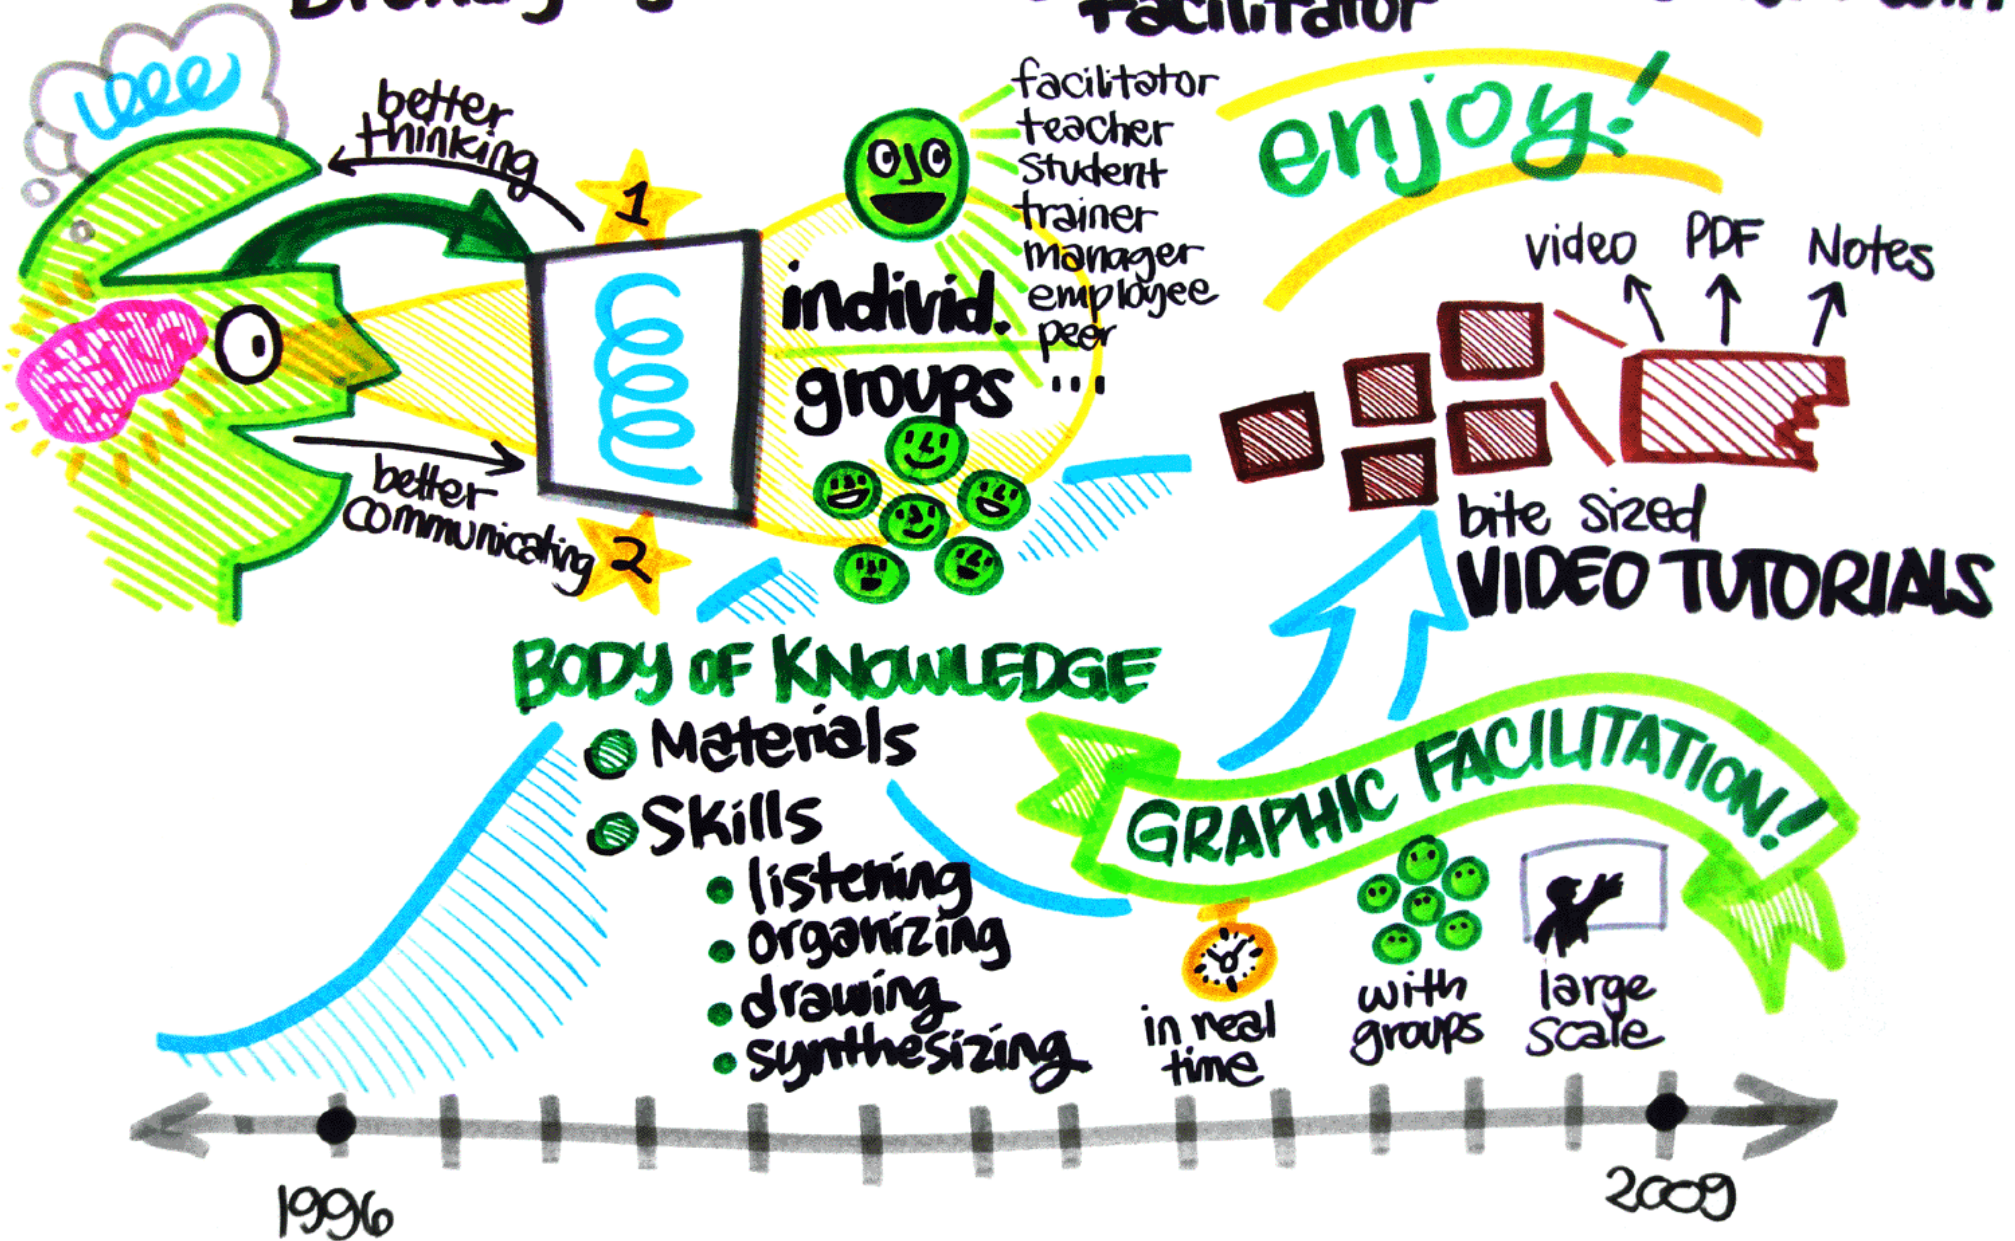 facilitator
better
thinking
1
facilitator
teacher
student
trainer
manager
employee
peer
...
individ.
groups
enjoy!
video
PDF
Notes
better
communicating
2
bite sized
VIDEO TUTORIALS
BODY OF KNOWLEDGE
Materials
Skills
listening
organizing
drawing
synthesizing
GRAPHIC FACILITATION!
in real
time
with
groups
large
scale
1996
2009